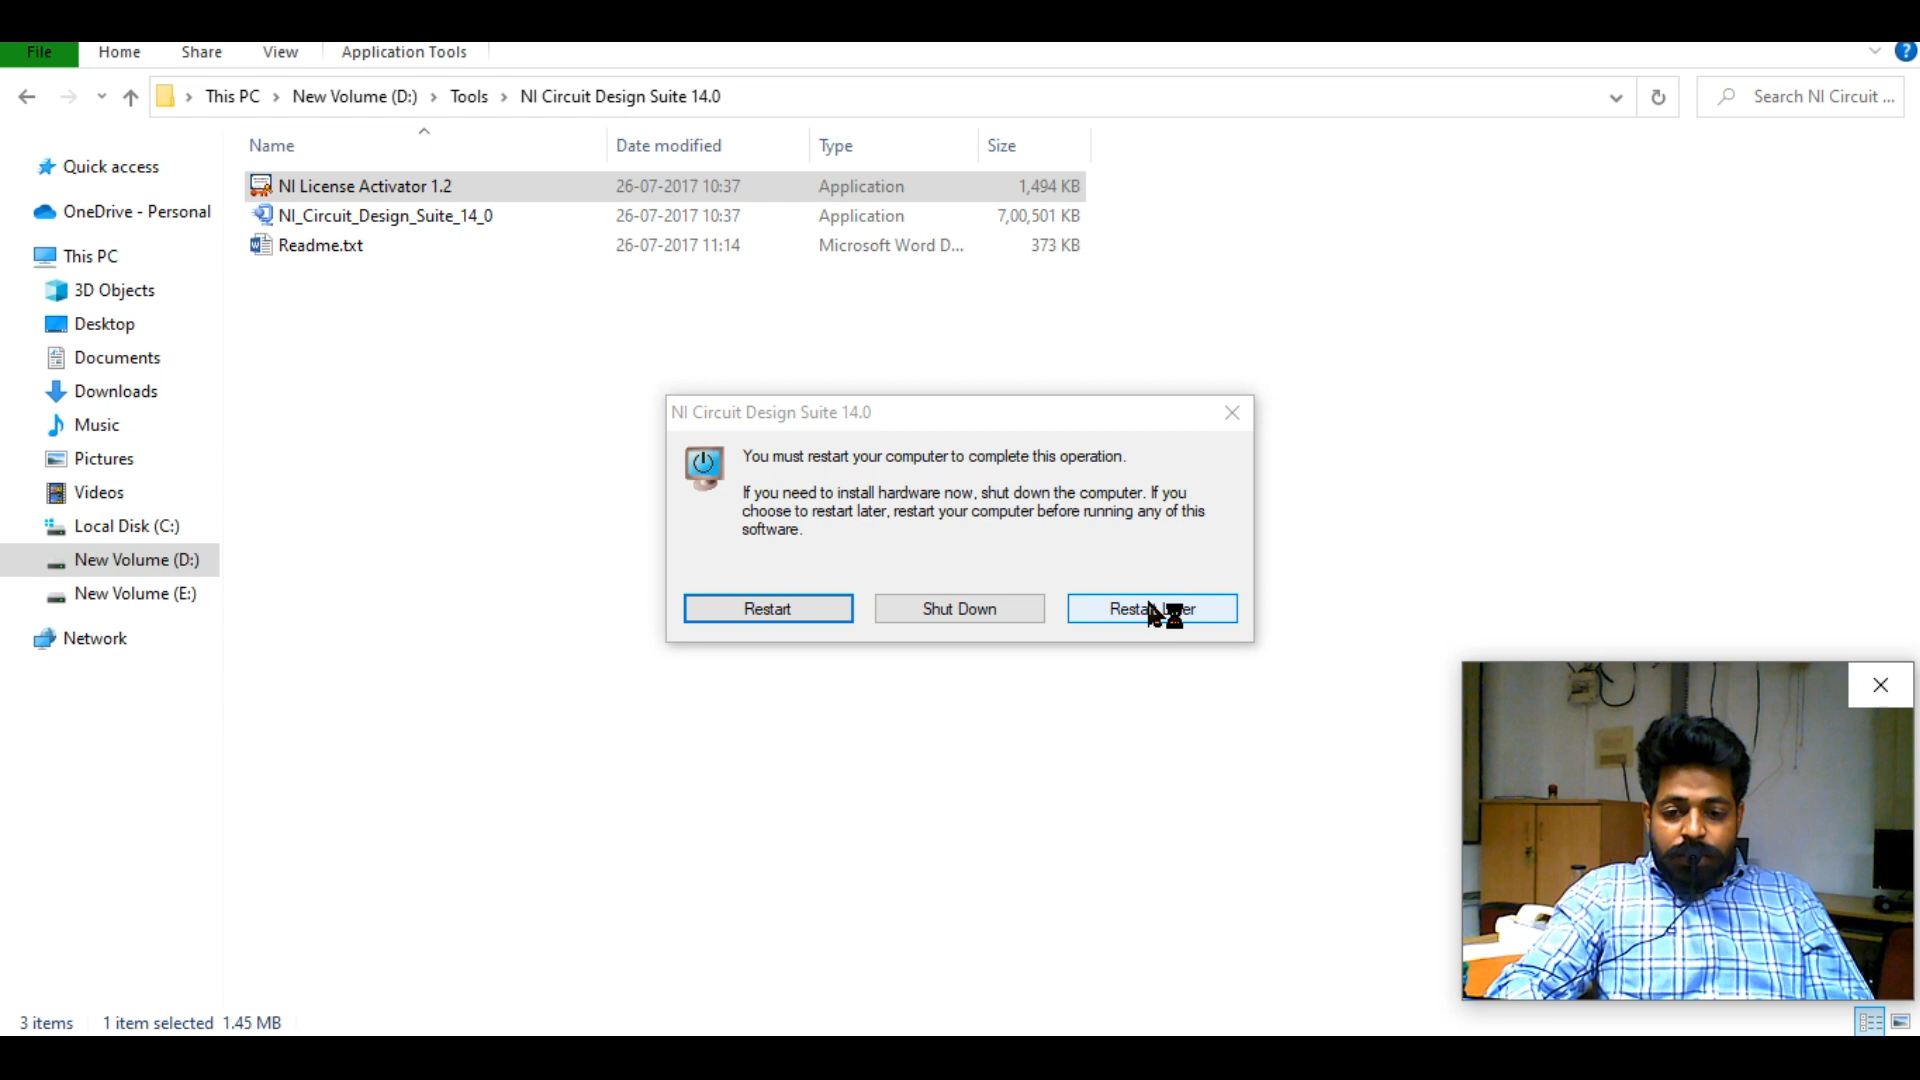 File Home Share View Application Tools
This PC New Volume (D:) Tools NI Circuit Design Suite 14.0 Search NI Circuit ...
Name Date modified Type Size
Quick access
OneDrive - Personal
This PC
3D Objects
Desktop
Documents
Downloads
Music
Pictures
Videos
Local Disk (C:)
New Volume (D:)
New Volume (E:)
Network
NI License Activator 1.2 26-07-2017 10:37 Application 1,494 KB
NI_Circuit_Design_Suite_14_0 26-07-2017 10:37 Application 7,00,501 KB
Readme.txt 26-07-2017 11:14 Microsoft Word D... 373 KB
NI Circuit Design Suite 14.0
You must restart your computer to complete this operation.
If you need to install hardware now, shut down the computer. If you
choose to restart later, restart your computer before running any of this
software.
Restart Shut Down Restart Later
3 items 1 item selected 1.45 MB